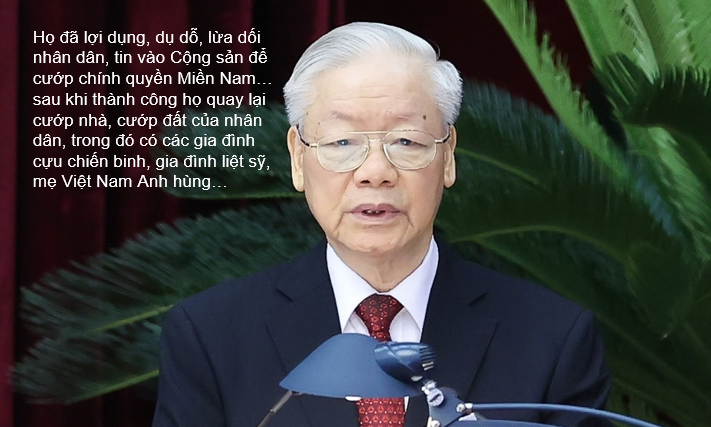 Họ đã lợi dụng, dụ dỗ, lừa dối
nhân dân, tin vào Cộng sản để
cướp chính quyền Miền Nam…
sau khi thành công họ quay lại
cướp nhà, cướp đất của nhân
dân, trong đó có các gia đình
cựu chiến binh, gia đình liệt sỹ,
mẹ Việt Nam Anh hùng…